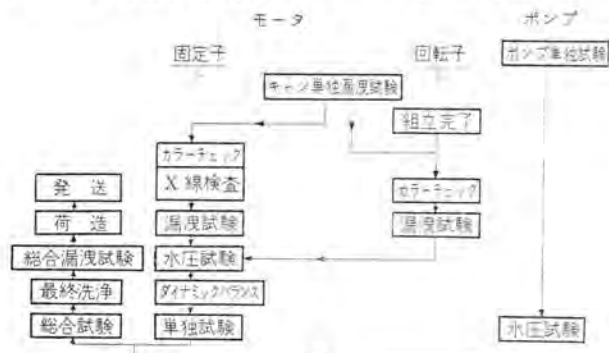 モータ
ポンプ
固定子
回転子
ポンプ単独試験
キャン単独漏洩試験
組立完了
カラーチェック
X線検査
カラーチェック
発送
荷造
漏洩試験
漏洩試験
総合漏洩試験
水圧試験
最終洗浄
ダイナミックバランス
総合試験
単独試験
水圧試験